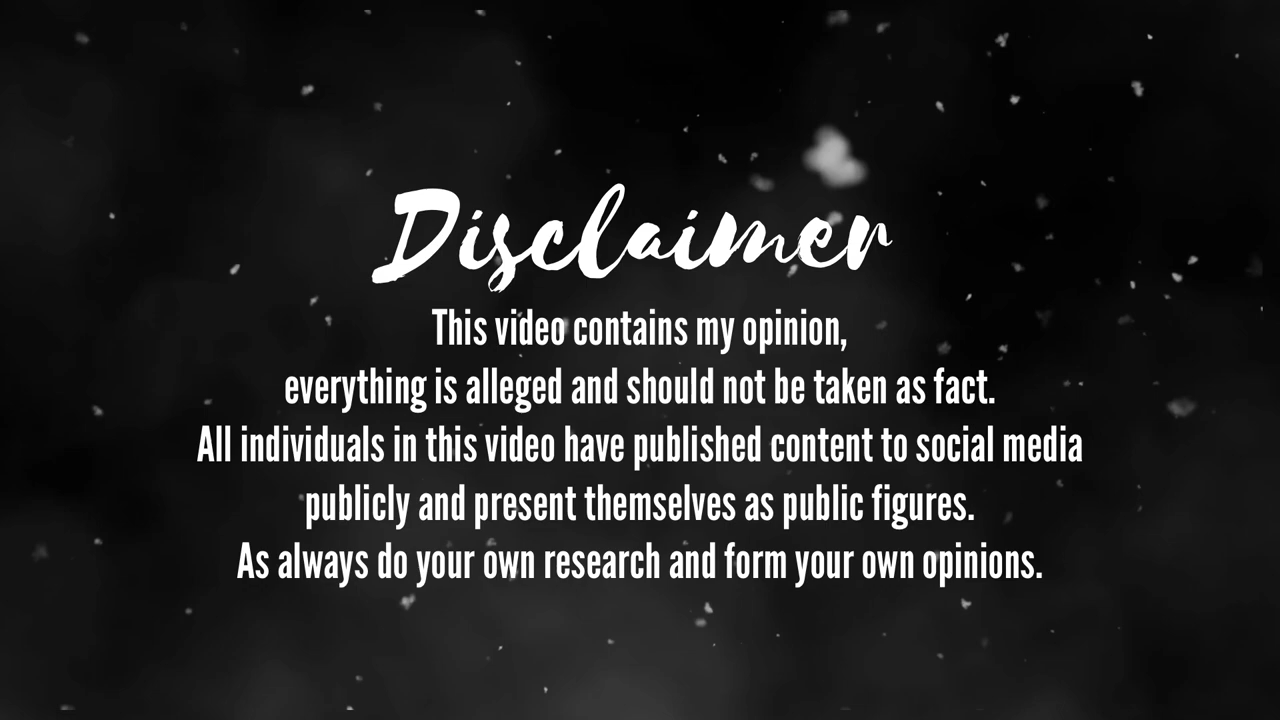 Disclaimer
This video contains my opinion,
everything is alleged and should not be taken as fact.
All individuals in this video have published content to social media
publicly and present themselves as public figures.
As always do your own research and form your own opinions.